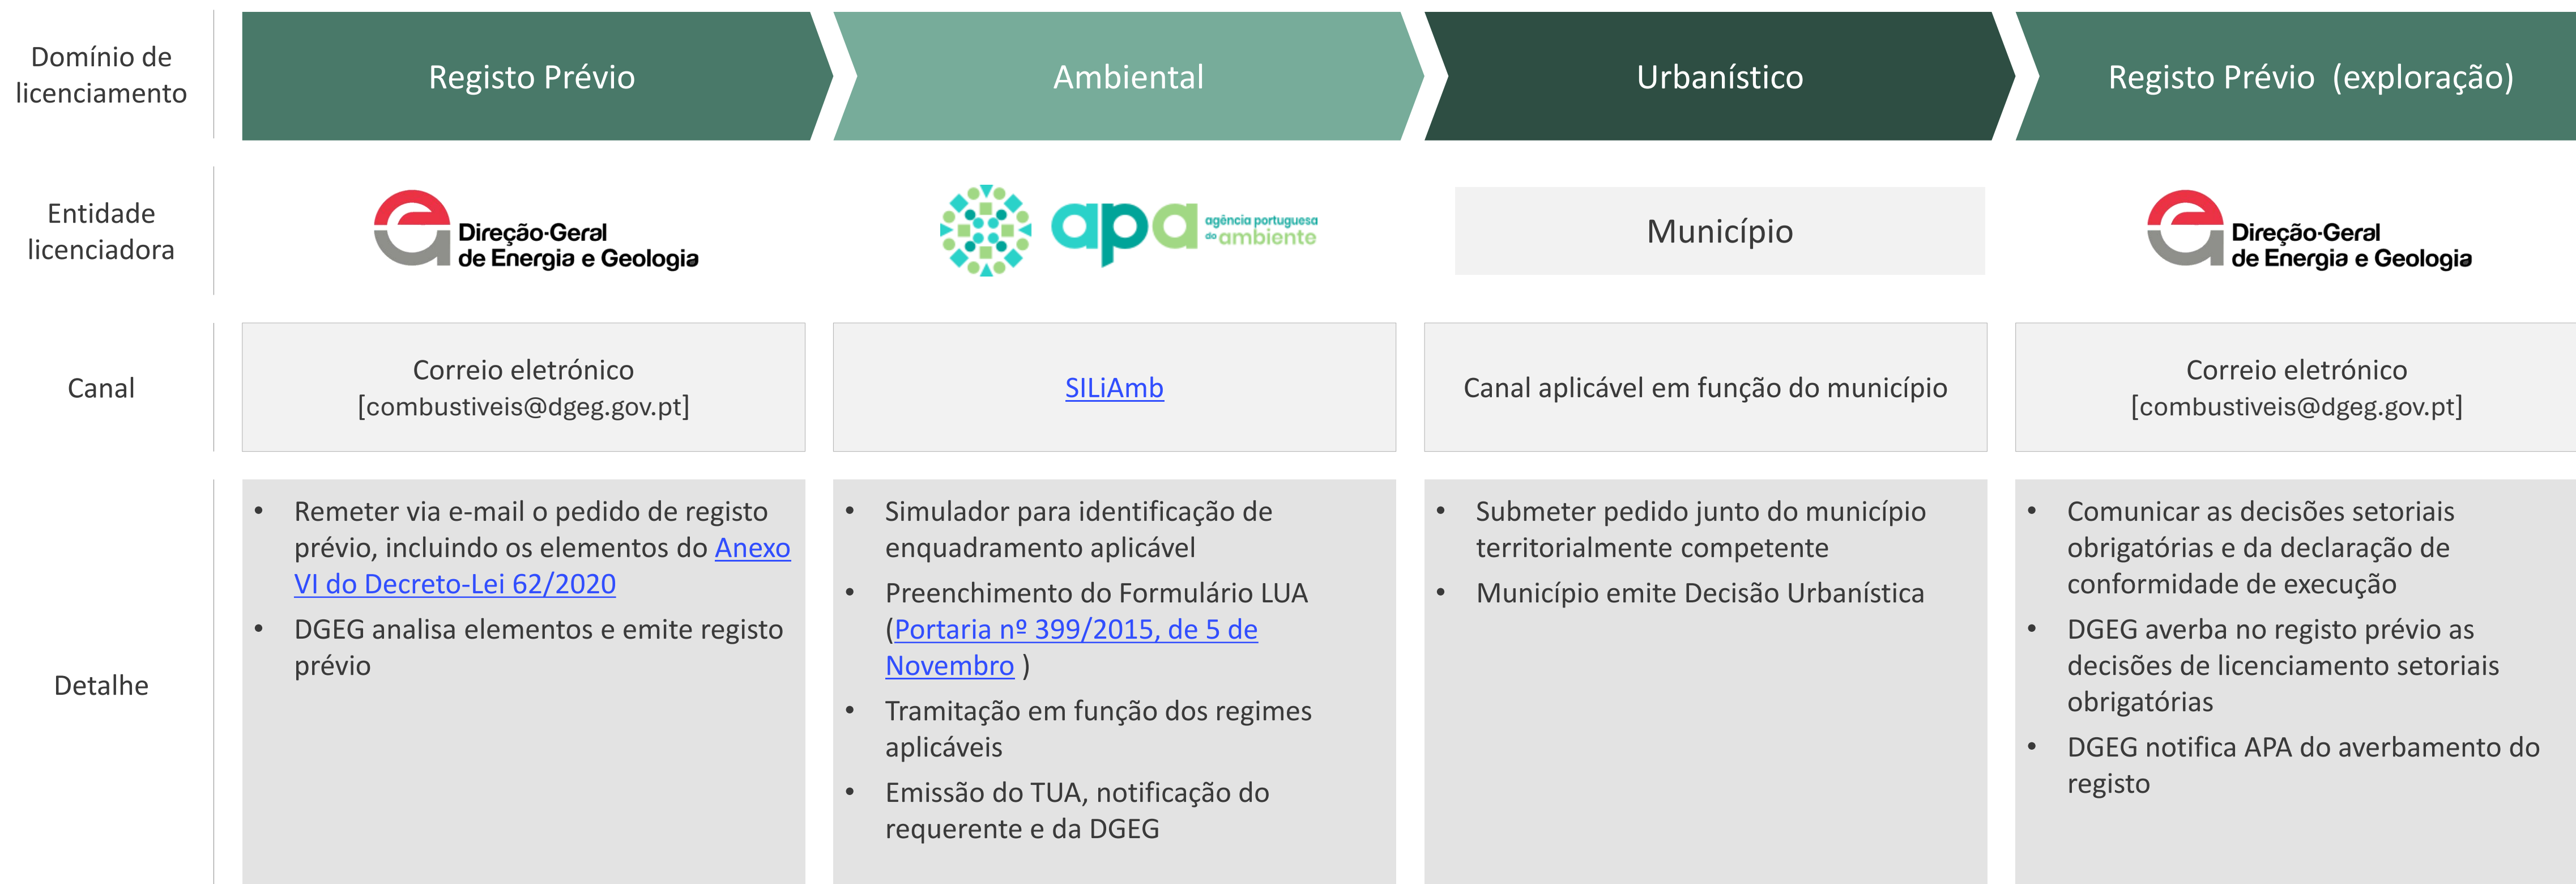 Domínio de
licenciamento
Registo Prévio
Ambiental
Urbanístico
Registo Prévio (exploração)
Entidade
licenciadora
Direção-Geral
de Energia e Geologia
apa
agência portuguesa
do ambiente
Município
Direção-Geral
de Energia e Geologia
Canal
Correio eletrónico
[combustiveis@dgeg.gov.pt]
SILiAmb
Canal aplicável em função do município
Correio eletrónico
[combustiveis@dgeg.gov.pt]
Detalhe
• Remeter via e-mail o pedido de registo
prévio, incluindo os elementos do Anexo
VI do Decreto-Lei 62/2020
• DGEG analisa elementos e emite registo
prévio
• Simulador para identificação de
enquadramento aplicável
• Preenchimento do Formulário LUA
(Portaria nº 399/2015, de 5 de
Novembro )
• Tramitação em função dos regimes
aplicáveis
• Emissão do TUA, notificação do
requerente e da DGEG
• Submeter pedido junto do município
territorialmente competente
• Município emite Decisão Urbanística
• Comunicar as decisões setoriais
obrigatórias e da declaração de
conformidade de execução
• DGEG averba no registo prévio as
decisões de licenciamento setoriais
obrigatórias
• DGEG notifica APA do averbamento do
registo